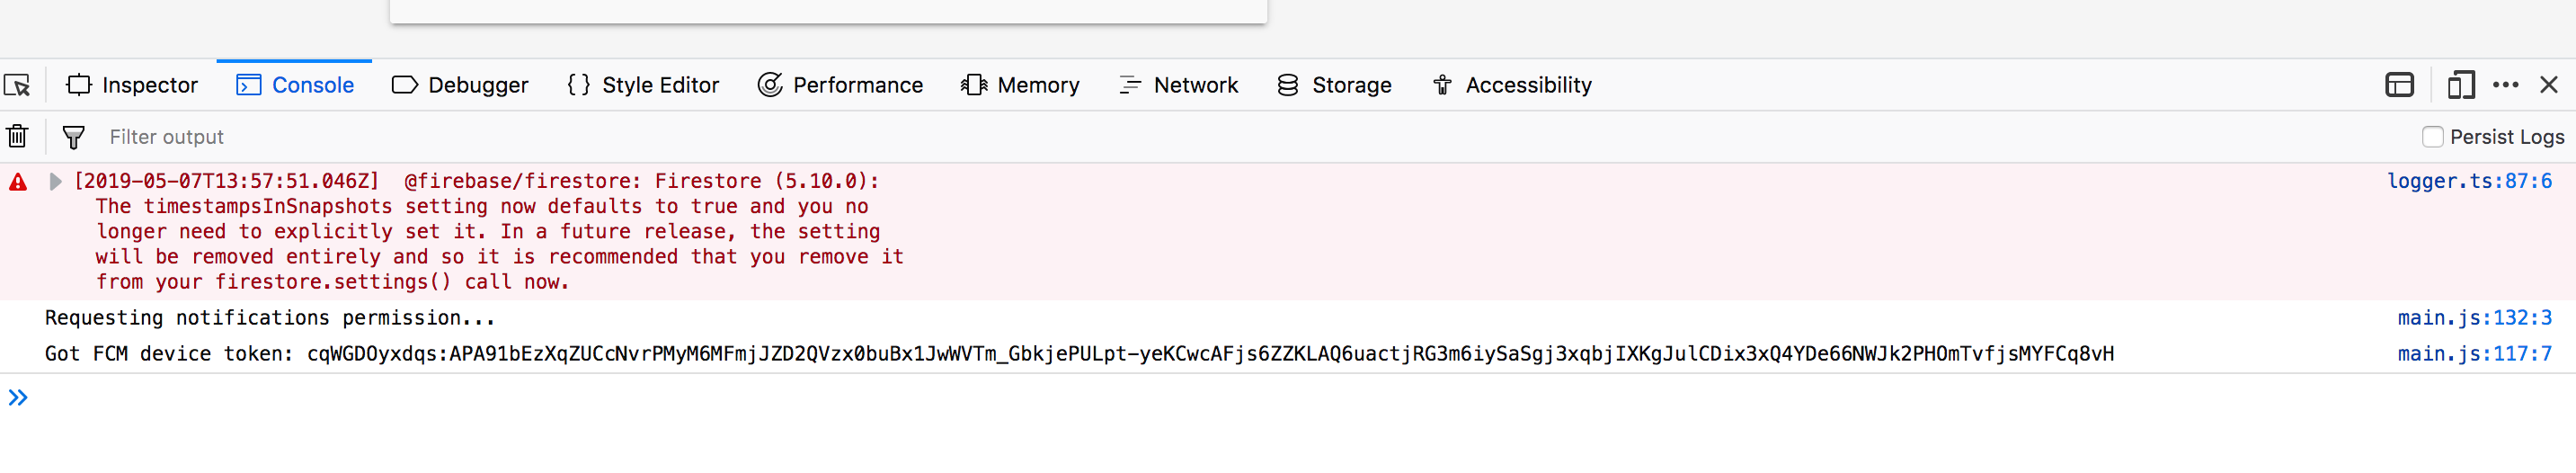 Inspector Console Debugger {} Style Editor Performance Memory Network Storage Accessibility
Filter output Persist Logs
[2019-05-07T13:57:51.046Z]  @firebase/firestore: Firestore (5.10.0): logger.ts:87:6
The timestampsInSnapshots setting now defaults to true and you no
longer need to explicitly set it. In a future release, the setting
will be removed entirely and so it is recommended that you remove it
from your firestore.settings() call now.
Requesting notifications permission... main.js:132:3
Got FCM device token: cqWGDOyxdqs:APA91bEzXqZUCcNvrPMyM6MFmjJZD2QVzx0buBx1JwWVTm_GbkjePULpt-yeKCwcAFjs6ZZKLAQ6uactjRG3m6iySaSgj3xqbjIXKgJulCDix3xQ4YDe66NWJk2PHOmTvfjsMYFCq8vH main.js:117:7